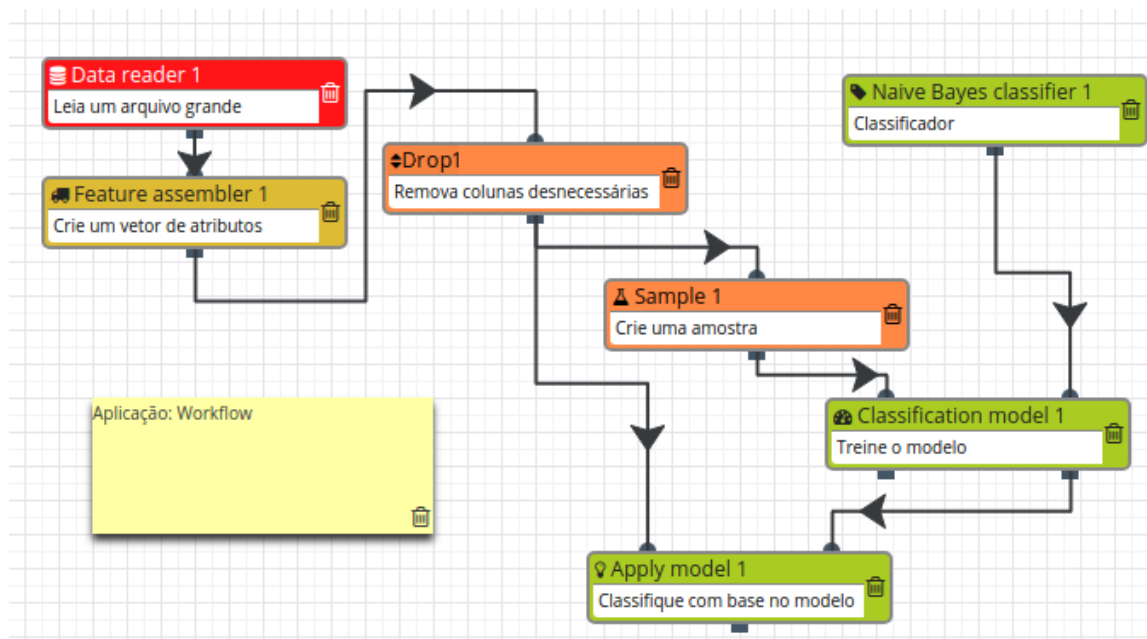 Data reader 1
Leia um arquivo grande
Feature assembler 1
Crie um vetor de atributos
Drop1
Remova colunas desnecessárias
Naive Bayes classifier 1
Classificador
Sample 1
Crie uma amostra
Classification model 1
Treine o modelo
Aplicação: Workflow
Apply model 1
Classifique com base no modelo